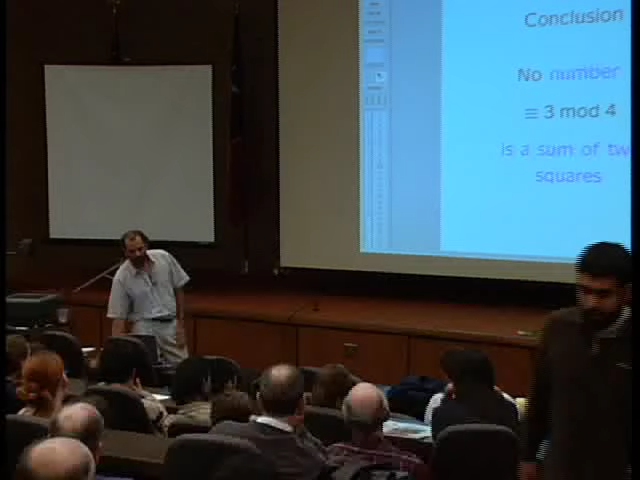 Conclusion
No number
≡ 3 mod 4
is a sum of tw
squares